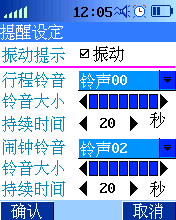 12:05
提醒设定
振动提示 振动
行程铃音 铃声00
铃音大小
持续时间 20 秒
闹钟铃音 铃声02
铃音大小
持续时间 20 秒
确认 取消